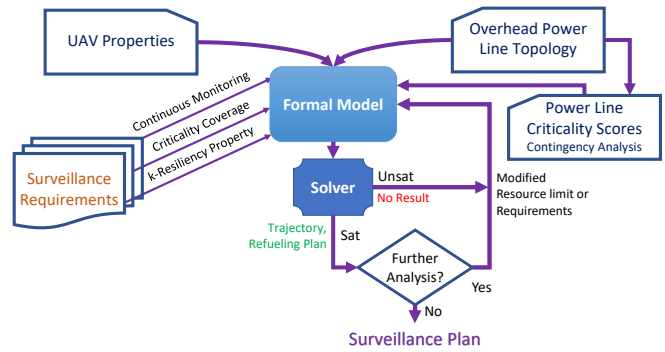 UAV Properties
Overhead Power
Line Topology
Continuous Monitoring
Criticality Coverage
k-Resiliency Property
Formal Model
Power Line
Criticality Scores
Contingency Analysis
Surveillance
Requirements
Solver
Unsat
No Result
Modified
Resource limit or
Requirements
Trajectory,
Refueling Plan
Sat
Further
Analysis?
Yes
No
Surveillance Plan